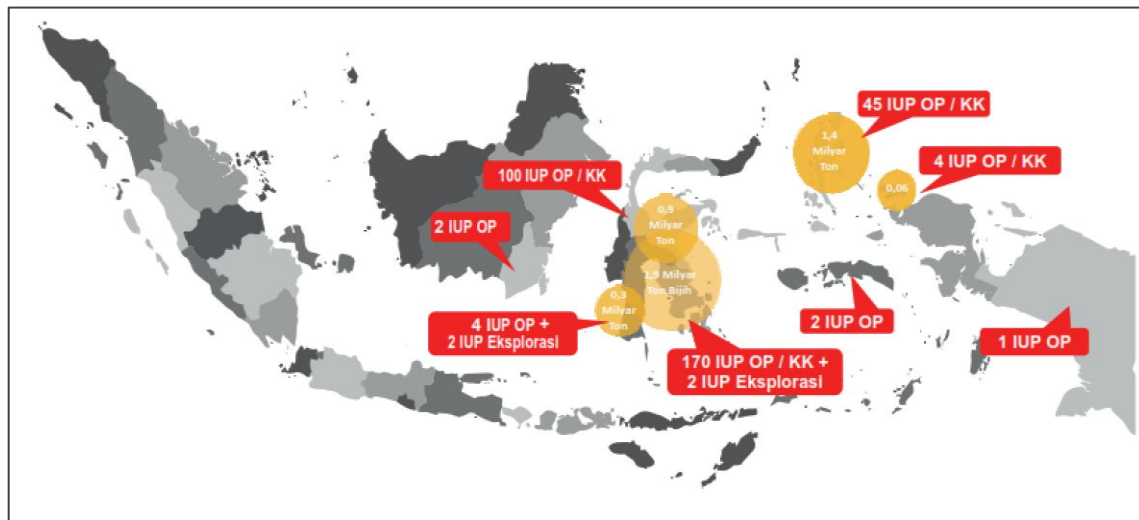 45 IUP OP / KK
1,4
Milyar
Ton
4 IUP OP / KK
0,06
100 IUP OP / KK
2 IUP OP
0,9
Milyar
Ton
1,9 Milyar
Ton Bijih
0,3
Milyar
Ton
4 IUP OP +
2 IUP Eksplorasi
170 IUP OP / KK +
2 IUP Eksplorasi
2 IUP OP
1 IUP OP